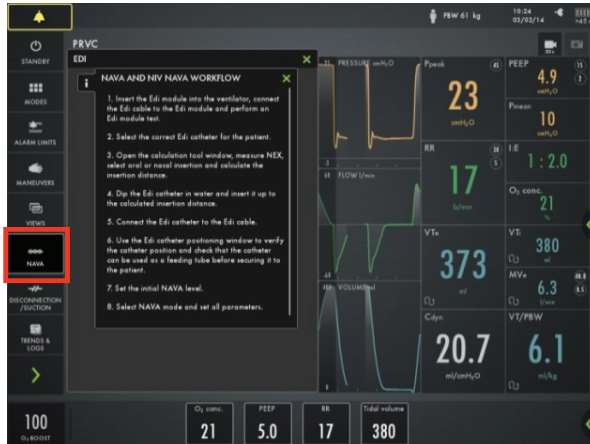 PBW 61 kg
10:24
03/02/14
>45
STANDBY
MODES
ALARM LIMITS
MANEUVERS
VIEWS
NAVA
DISCONNECTION
/SUCTION
TRENDS &
LOGS
100
O₂ BOOST
PRVC
EDI
NAVA AND NIV NAVA WORKFLOW
1. Insert the Edi module into the ventilator, connect
the Edi cable to the Edi module and perform an
Edi module test.
2. Select the correct Edi catheter for the patient.
3. Open the calculation tool window, measure NEX,
select oral or nasal insertion and calculate the
insertion distance.
4. Dip the Edi catheter in water and insert it up to
the calculated insertion distance.
5. Connect the Edi catheter to the Edi cable.
6. Use the Edi catheter positioning window to verify
the catheter position and check that the catheter
can be used as a feeding tube before securing it to
the patient.
7. Set the initial NAVA level.
8. Select NAVA mode and set all parameters.
PRESSURE cmH₂O
FLOW l/min
VOLUME ml
Ppeak
45
23
cmH₂O
PEEP
4.9
cmH₂O
Pmean
10
cmH₂O
RR
5
17
b/min
I:E
1 : 2.0
O₂ conc.
21
%
VTe
373
ml
VTi
380
ml
MVe
6.3
l/min
Cdyn
20.7
ml/cmH₂O
VT/PBW
6.1
ml/kg
O₂ conc.
21
PEEP
5.0
RR
17
Tidal volume
380